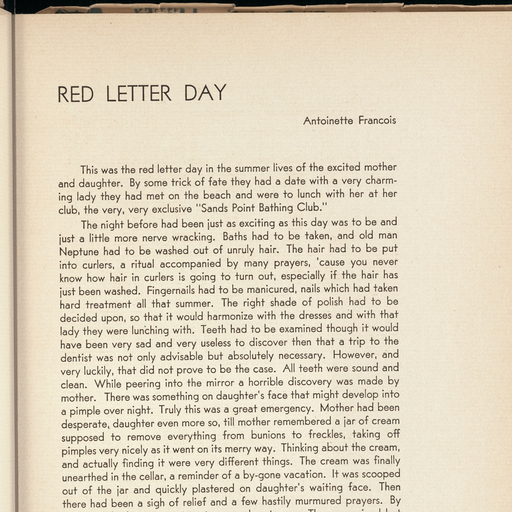 RED LETTER DAY
Antoinette Francois
This was the red letter day in the summer lives of the excited mother
and daughter. By some trick of fate they had a date with a very charm-
ing lady they had met on the beach and were to lunch with her at her
club, the very, very exclusive "Sands Point Bathing Club."
The night before had been just as exciting as this day was to be and
just a little more nerve wracking. Baths had to be taken, and old man
Neptune had to be washed out of unruly hair. The hair had to be put
into curlers, a ritual accompanied by many prayers, 'cause you never
know how hair in curlers is going to turn out, especially if the hair has
just been washed. Fingernails had to be manicured, nails which had taken
hard treatment all that summer. The right shade of polish had to be
decided upon, so that it would harmonize with the dresses and with that
lady they were lunching with. Teeth had to be examined though it would
have been very sad and very useless to discover then that a trip to the
dentist was not only advisable but absolutely necessary. However, and
very luckily, that did not prove to be the case. All teeth were sound and
clean. While peering into the mirror a horrible discovery was made by
mother. There was something on daughter's face that might develop into
a pimple over night. Truly this was a great emergency. Mother had been
desperate, daughter even more so, till mother remembered a jar of cream
supposed to remove everything from bunions to freckles, taking off
pimples very nicely as it went on its merry way. Thinking about the cream,
and actually finding it were very different things. The cream was finally
unearthed in the cellar, a reminder of a by-gone vacation. It was scooped
out of the jar and quickly plastered on daughter's waiting face. Then
there had been a sigh of relief and a few hastily murmured prayers. By